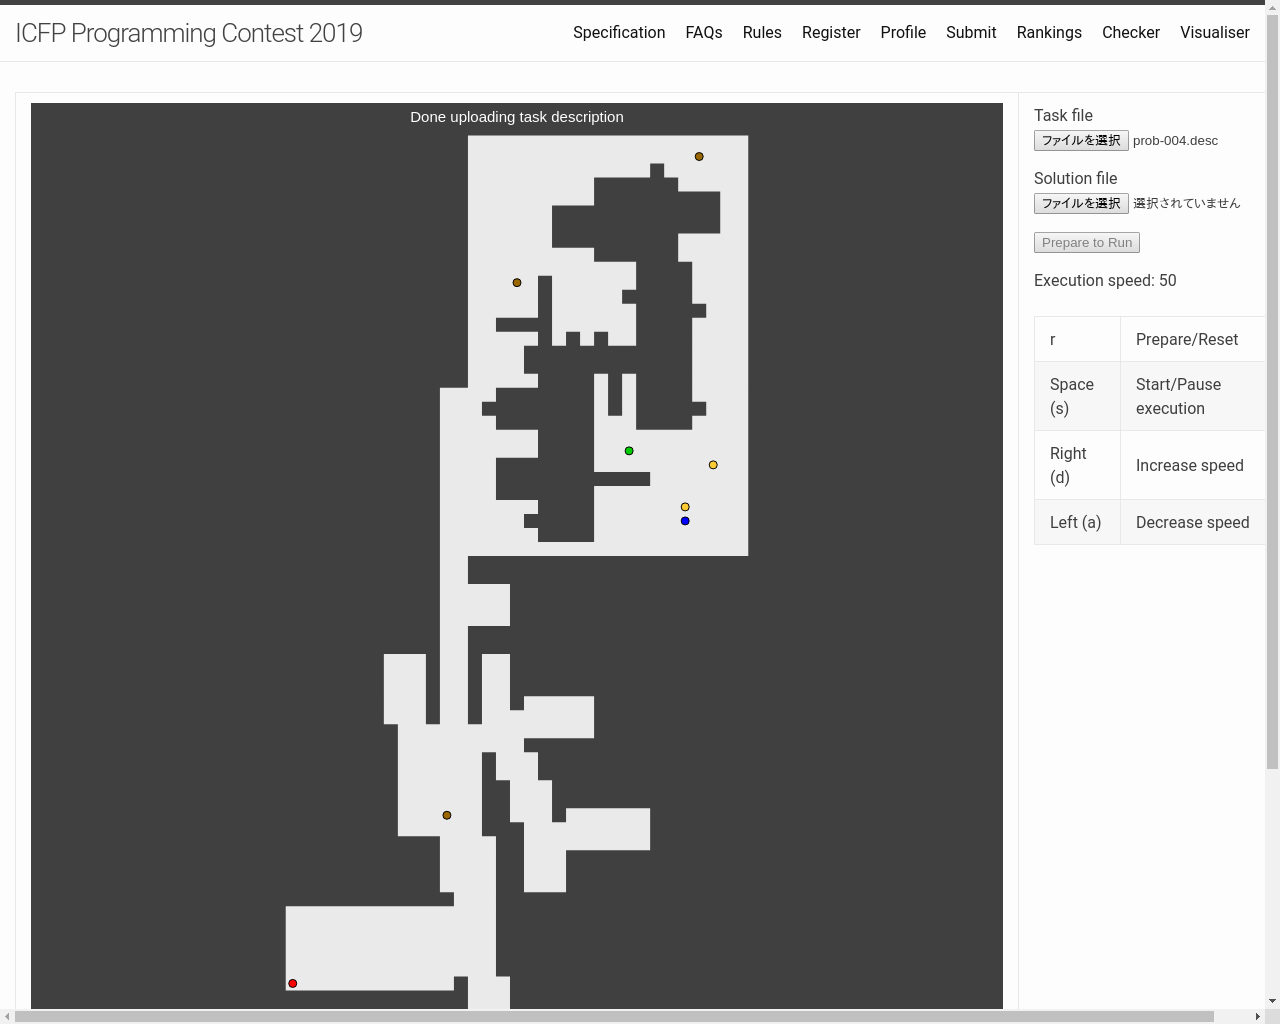 ICFP Programming Contest 2019
Specification FAQs Rules Register Profile Submit Rankings Checker Visualiser
Done uploading task description
Task file
ファイルを選択 prob-004.desc
Solution file
ファイルを選択 選択されていません
Prepare to Run
Execution speed: 50
r Prepare/Reset
Space (s) Start/Pause execution
Right (d) Increase speed
Left (a) Decrease speed